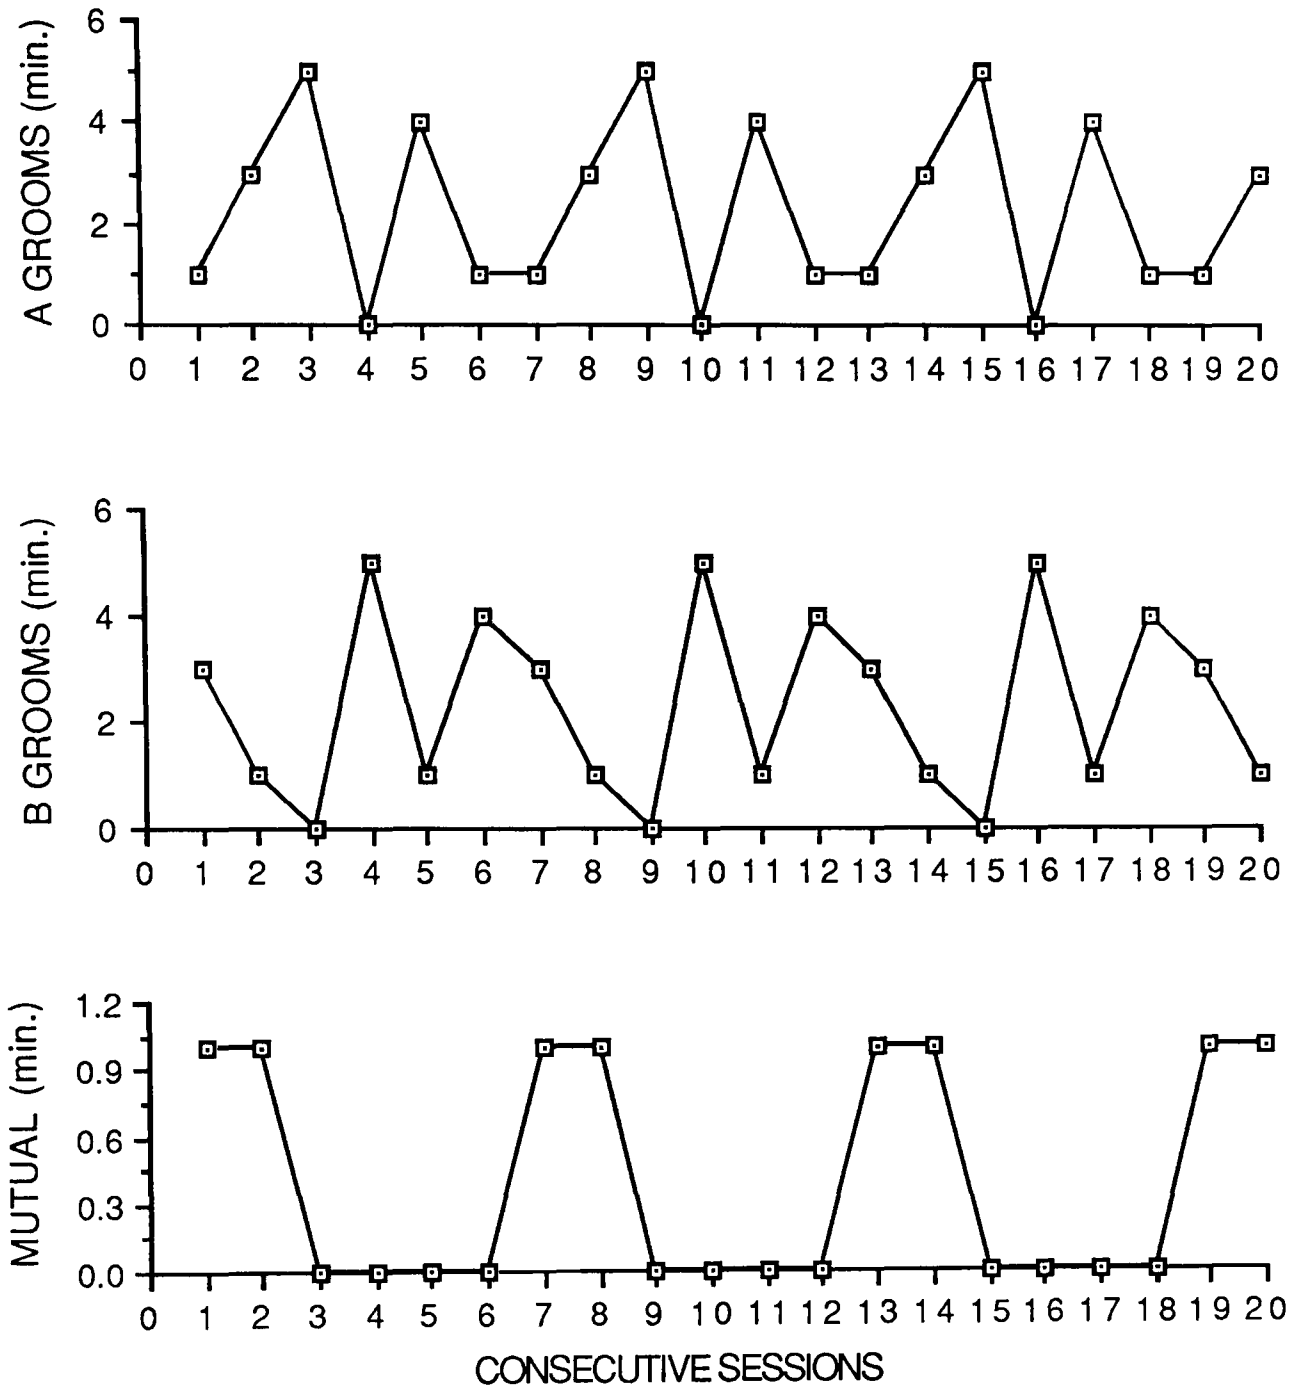 A GROOMS (min.)
6
4
2
0
0 1 2 3 4 5 6 7 8 9 10 11 12 13 14 15 16 17 18 19 20
B GROOMS (min.)
6
4
2
0
0 1 2 3 4 5 6 7 8 9 10 11 12 13 14 15 16 17 18 19 20
MUTUAL (min.)
1.2
0.9
0.6
0.3
0.0
0 1 2 3 4 5 6 7 8 9 10 11 12 13 14 15 16 17 18 19 20
CONSECUTIVE SESSIONS